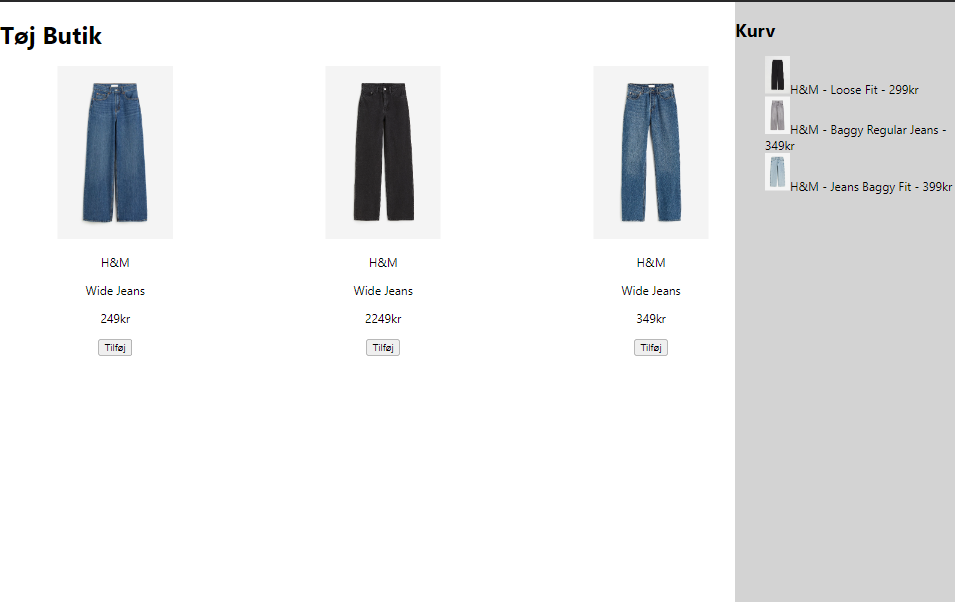 Tøj Butik
H&M
Wide Jeans
249kr
Tilføj
H&M
Wide Jeans
2249kr
Tilføj
H&M
Wide Jeans
349kr
Tilføj
Kurv
H&M - Loose Fit - 299kr
H&M - Baggy Regular Jeans -
349kr
H&M - Jeans Baggy Fit - 399kr